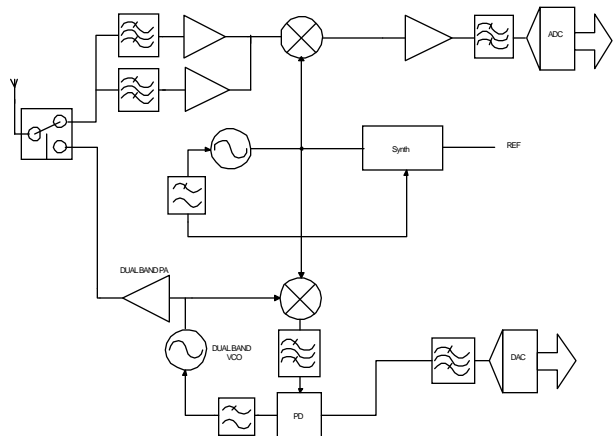 ADC
Synth
REF
DUAL BAND PA
DUAL BAND
VCO
DAC
PD